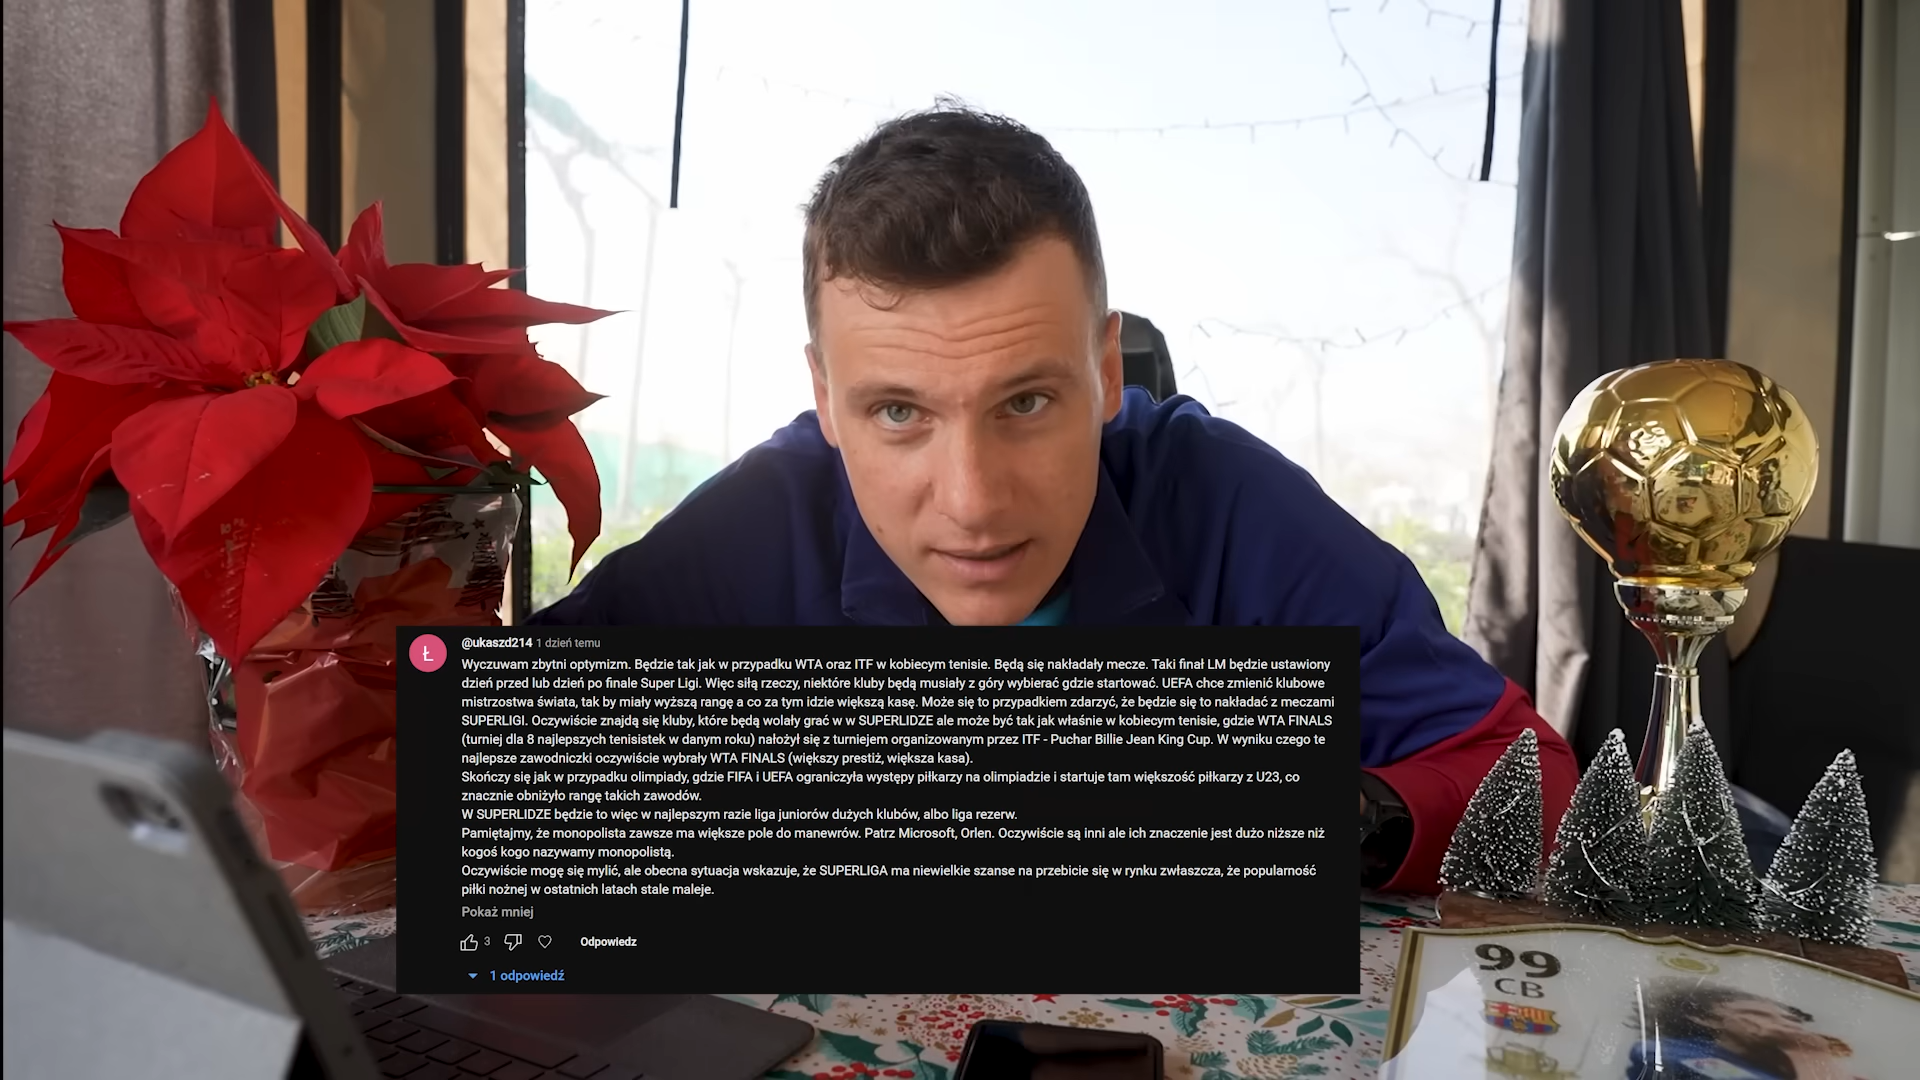 @ukaszd214 1 dzień temu
Wyczuwam zbytni optymizm. Będzie tak jak w przypadku WTA oraz ITF w kobiecym tenisie. Będą się nakładały mecze. Taki finał LM będzie ustawiony
dzień przed lub dzień po finale Super Ligi. Więc siłą rzeczy, niektóre kluby będą musiały z góry wybierać gdzie startować. UEFA chce zmienić klubowe
mistrzostwa świata, tak by miały wyższą rangę a co za tym idzie większą kasę. Może się to przypadkiem zdarzyć, że będzie się to nakładać z meczami
SUPERLIGI. Oczywiście znajdą się kluby, które będą wolały grać w w SUPERLIDZE ale może być tak jak właśnie w kobiecym tenisie, gdzie WTA FINALS
(turniej dla 8 najlepszych tenisistek w danym roku) nałożył się z turniejem organizowanym przez ITF - Puchar Billie Jean King Cup. W wyniku czego te
najlepsze zawodniczki oczywiście wybrały WTA FINALS (większy prestiż, większa kasa).
Skończy się jak w przypadku olimpiady, gdzie FIFA i UEFA ograniczyła występy piłkarzy na olimpiadzie i startuje tam większość piłkarzy z U23, co
znacznie obniżyło rangę takich zawodów.
W SUPERLIDZE będzie to więc w najlepszym razie liga juniorów dużych klubów, albo liga rezerw.
Pamiętajmy, że monopolista zawsze ma większe pole do manewrów. Patrz Microsoft, Orlen. Oczywiście są inni ale ich znaczenie jest dużo niższe niż
kogoś kogo nazywamy monopolistą.
Oczywiście mogę się mylić, ale obecna sytuacja wskazuje, że SUPERLIGA ma niewielkie szanse na przebicie się w rynku zwłaszcza, że popularność
piłki nożnej w ostatnich latach stale maleje.
Pokaż mniej
3
Odpowiedz
1 odpowiedź
Ł
99
CB